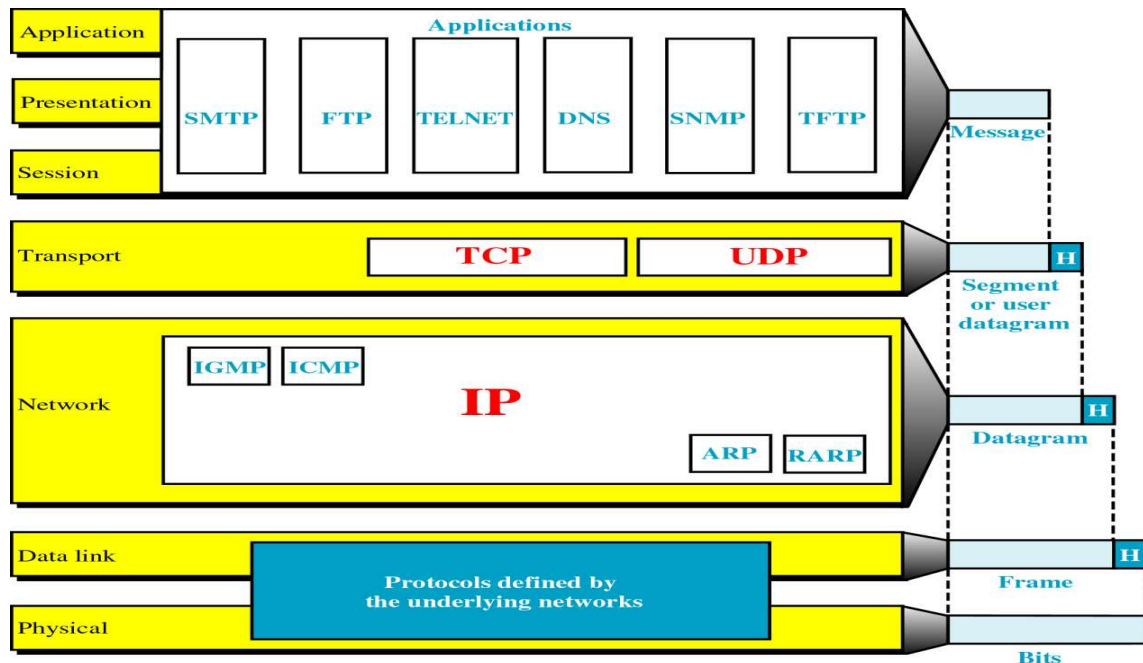 Application
Applications
Presentation
SMTP
FTP
TELNET
DNS
SNMP
TFTP
Message
Session
Transport
TCP
UDP
H
Segment
or user
datagram
IGMP
ICMP
Network
IP
H
Datagram
ARP
RARP
Data link
H
Protocols defined by
the underlying networks
Frame
Physical
Bits